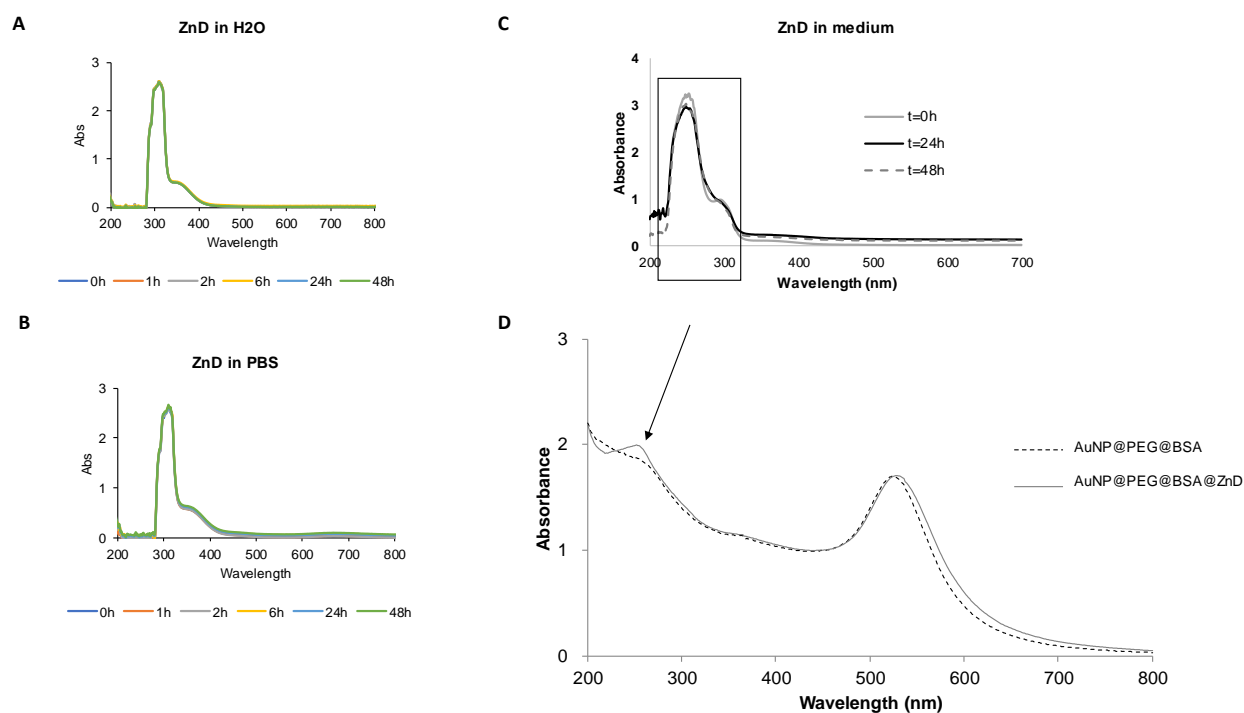 A
ZnD in H2O
Abs
3
2
1
0
200 300 400 500 600 700 800
Wavelength
0h 1h 2h 6h 24h 48h
B
ZnD in PBS
Abs
3
2
1
0
200 300 400 500 600 700 800
Wavelength
0h 1h 2h 6h 24h 48h
C
ZnD in medium
Absorbance
4
3
2
1
0
200 300 400 500 600 700
Wavelength (nm)
t=0h
t=24h
t=48h
D
Absorbance
3
2
1
0
200 300 400 500 600 700 800
Wavelength (nm)
AuNP@PEG@BSA
AuNP@PEG@BSA@ZnD